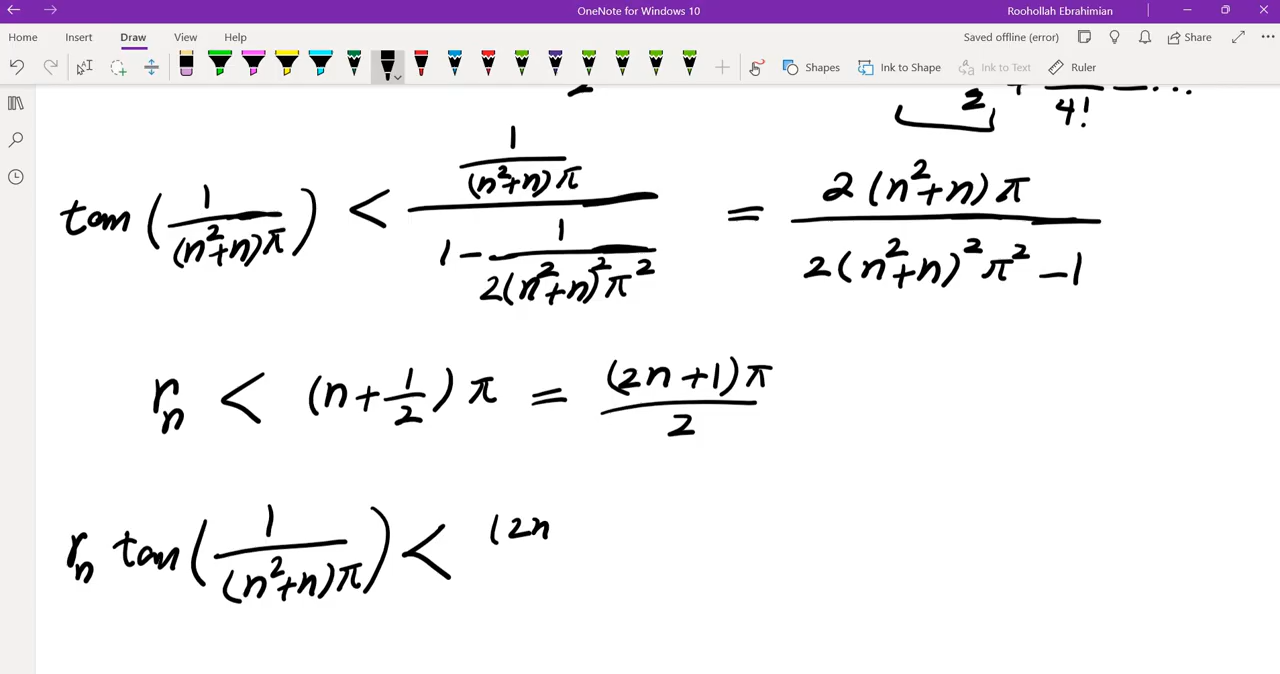 OneNote for Windows 10
Roohollah Ebrahimian
Home Insert Draw View Help
Saved offline (error) Share
Shapes Ink to Shape Ink to Text Ruler
2 + 4! - ...
tan(1/((n²+n)π)) < (1/((n²+n)π))/(1 - 1/(2(n²+n)²π²)) = (2(n²+n)π)/(2(n²+n)²π² - 1)
rₙ < (n + 1/2)π = ((2n+1)π)/2
rₙ tan(1/((n²+n)π)) < (2n